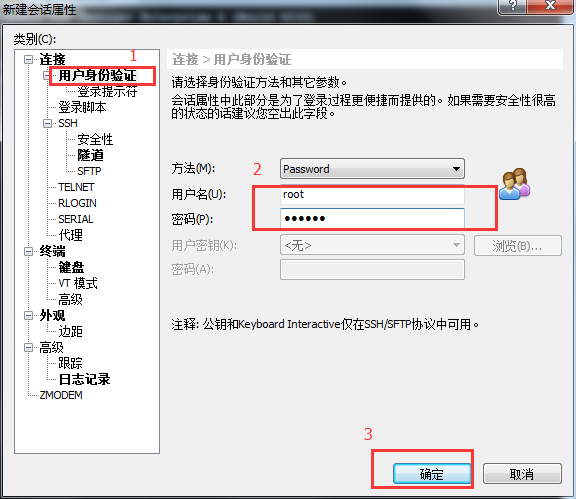 新建会话属性
类别(C):
1
连接
用户身份验证
登录提示符
登录脚本
SSH
安全性
隧道
SFTP
TELNET
RLOGIN
SERIAL
代理
终端
键盘
VT 模式
高级
外观
边距
高级
跟踪
日志记录
ZMODEM
连接 > 用户身份验证
请选择身份验证方法和其它参数。
会话属性中此部分是为了登录过程更便捷而提供的。如果需要安全性很高
的状态的话建议您空出此字段。
2
方法(M): Password
用户名(U): root
密码(P): ●●●●●●
用户密钥(K): <无> 浏览(B)...
密码(A):
注释: 公钥和Keyboard Interactive仅在SSH/SFTP协议中可用。
3
确定 取消